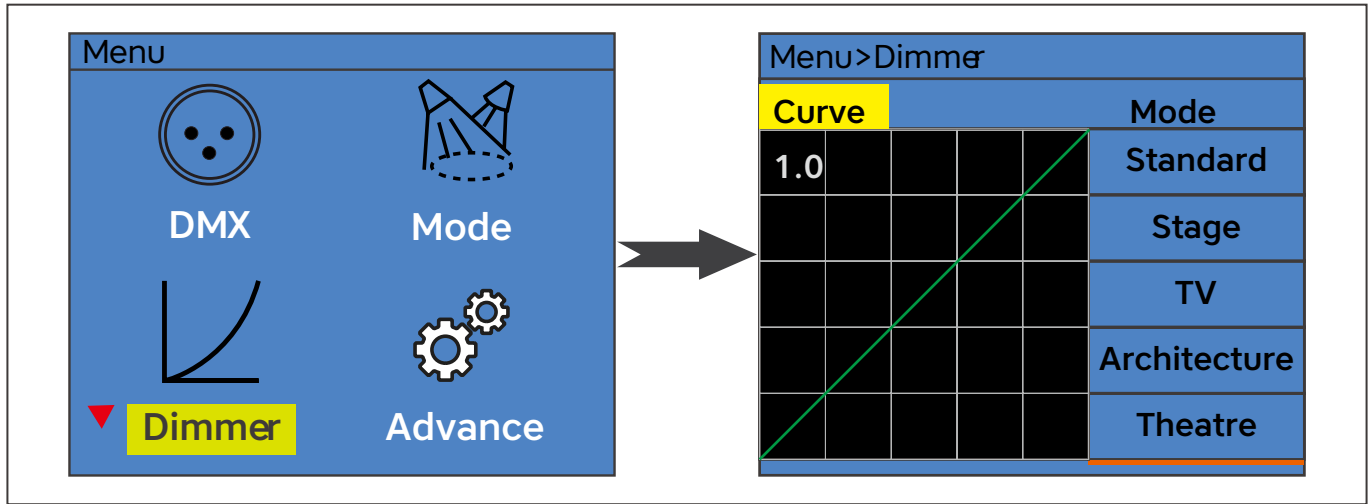 Menu
DMX
Mode
Dimmer
Advance
Menu>Dimmer
Curve
Mode
1.0
Standard
Stage
TV
Architecture
Theatre